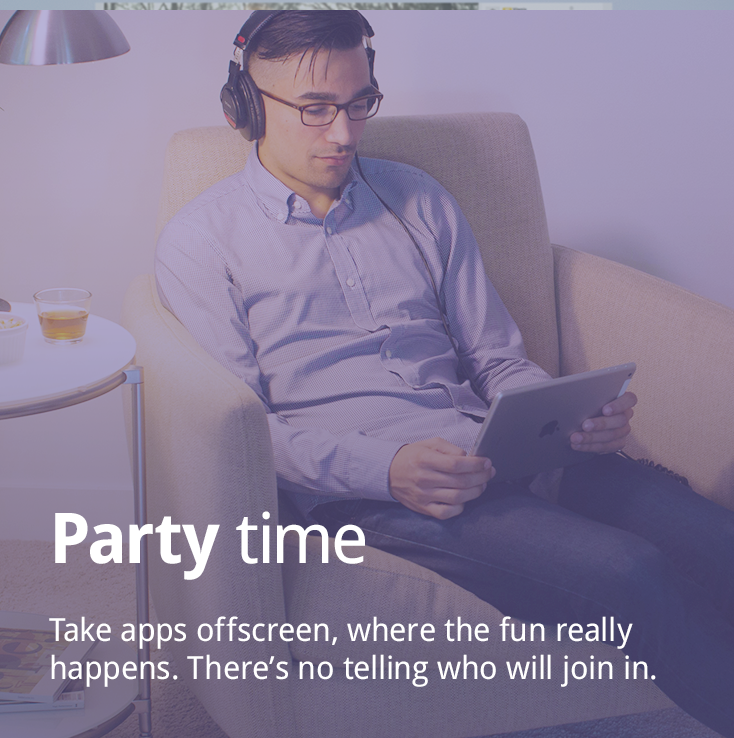 Party time
Take apps offscreen, where the fun really
happens. There’s no telling who will join in.